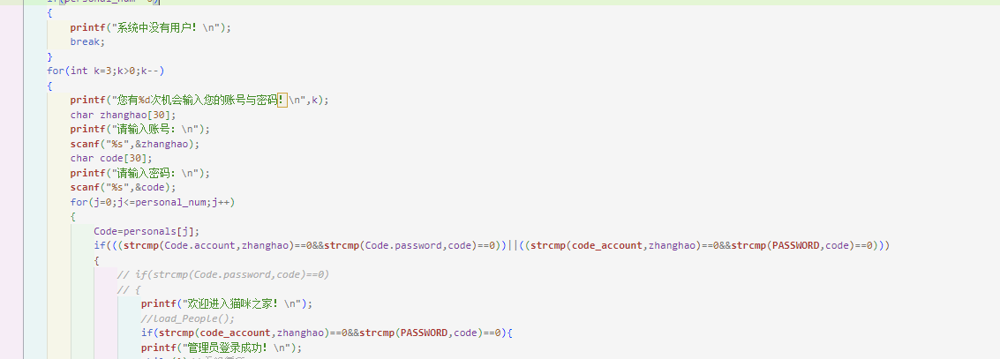 {
printf("系统中没有用户！\n");
break;
}
for(int k=3;k>0;k--)
{
printf("您有%d次机会输入您的账号与密码！\n",k);
char zhanghao[30];
printf("请输入账号：\n");
scanf("%s",&zhanghao);
char code[30];
printf("请输入密码：\n");
scanf("%s",&code);
for(j=0;j<=personal_num;j++)
{
Code=personals[j];
if(((strcmp(Code.account,zhanghao)==0&&strcmp(Code.password,code)==0))||((strcmp(code_account,zhanghao)==0&&strcmp(PASSWORD,code)==0)))
{
// if(strcmp(Code.password,code)==0)
// {
printf("欢迎进入猫咪之家！\n");
//load_People();
if(strcmp(code_account,zhanghao)==0&&strcmp(PASSWORD,code)==0){
printf("管理员登录成功！\n");